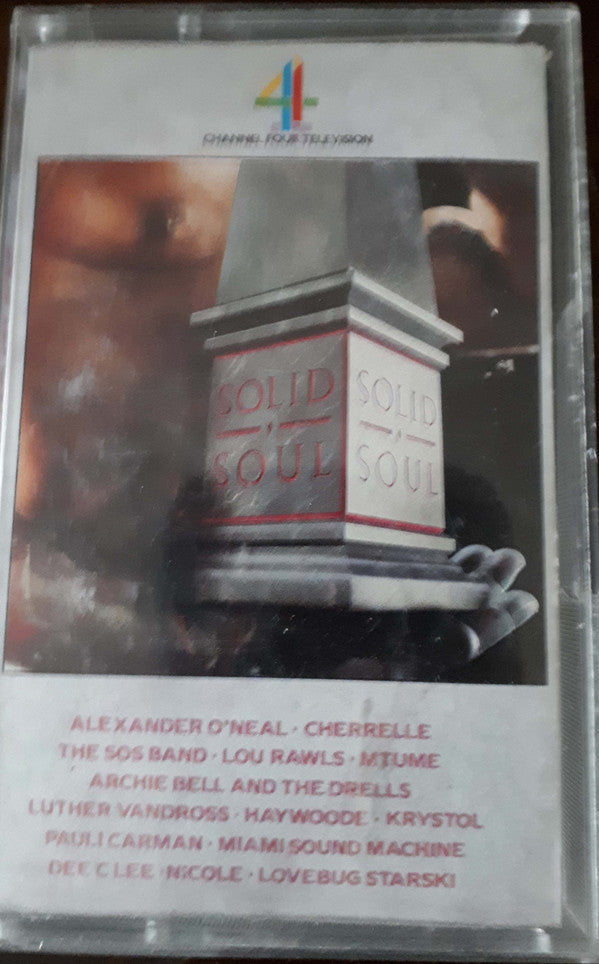 4
CHANNEL FOUR TELEVISION
SOLID
SOUL
SOLID
SOUL
ALEXANDER O'NEAL · CHERRELLE
THE SOS BAND · LOU RAWLS · MTUME
ARCHIE BELL AND THE DRELLS
LUTHER VANDROSS · HAYWOODE · KRYSTOL
PAULI CARMAN · MIAMI SOUND MACHINE
DEE C LEE · NICOLE · LOVEBUG STARSKI